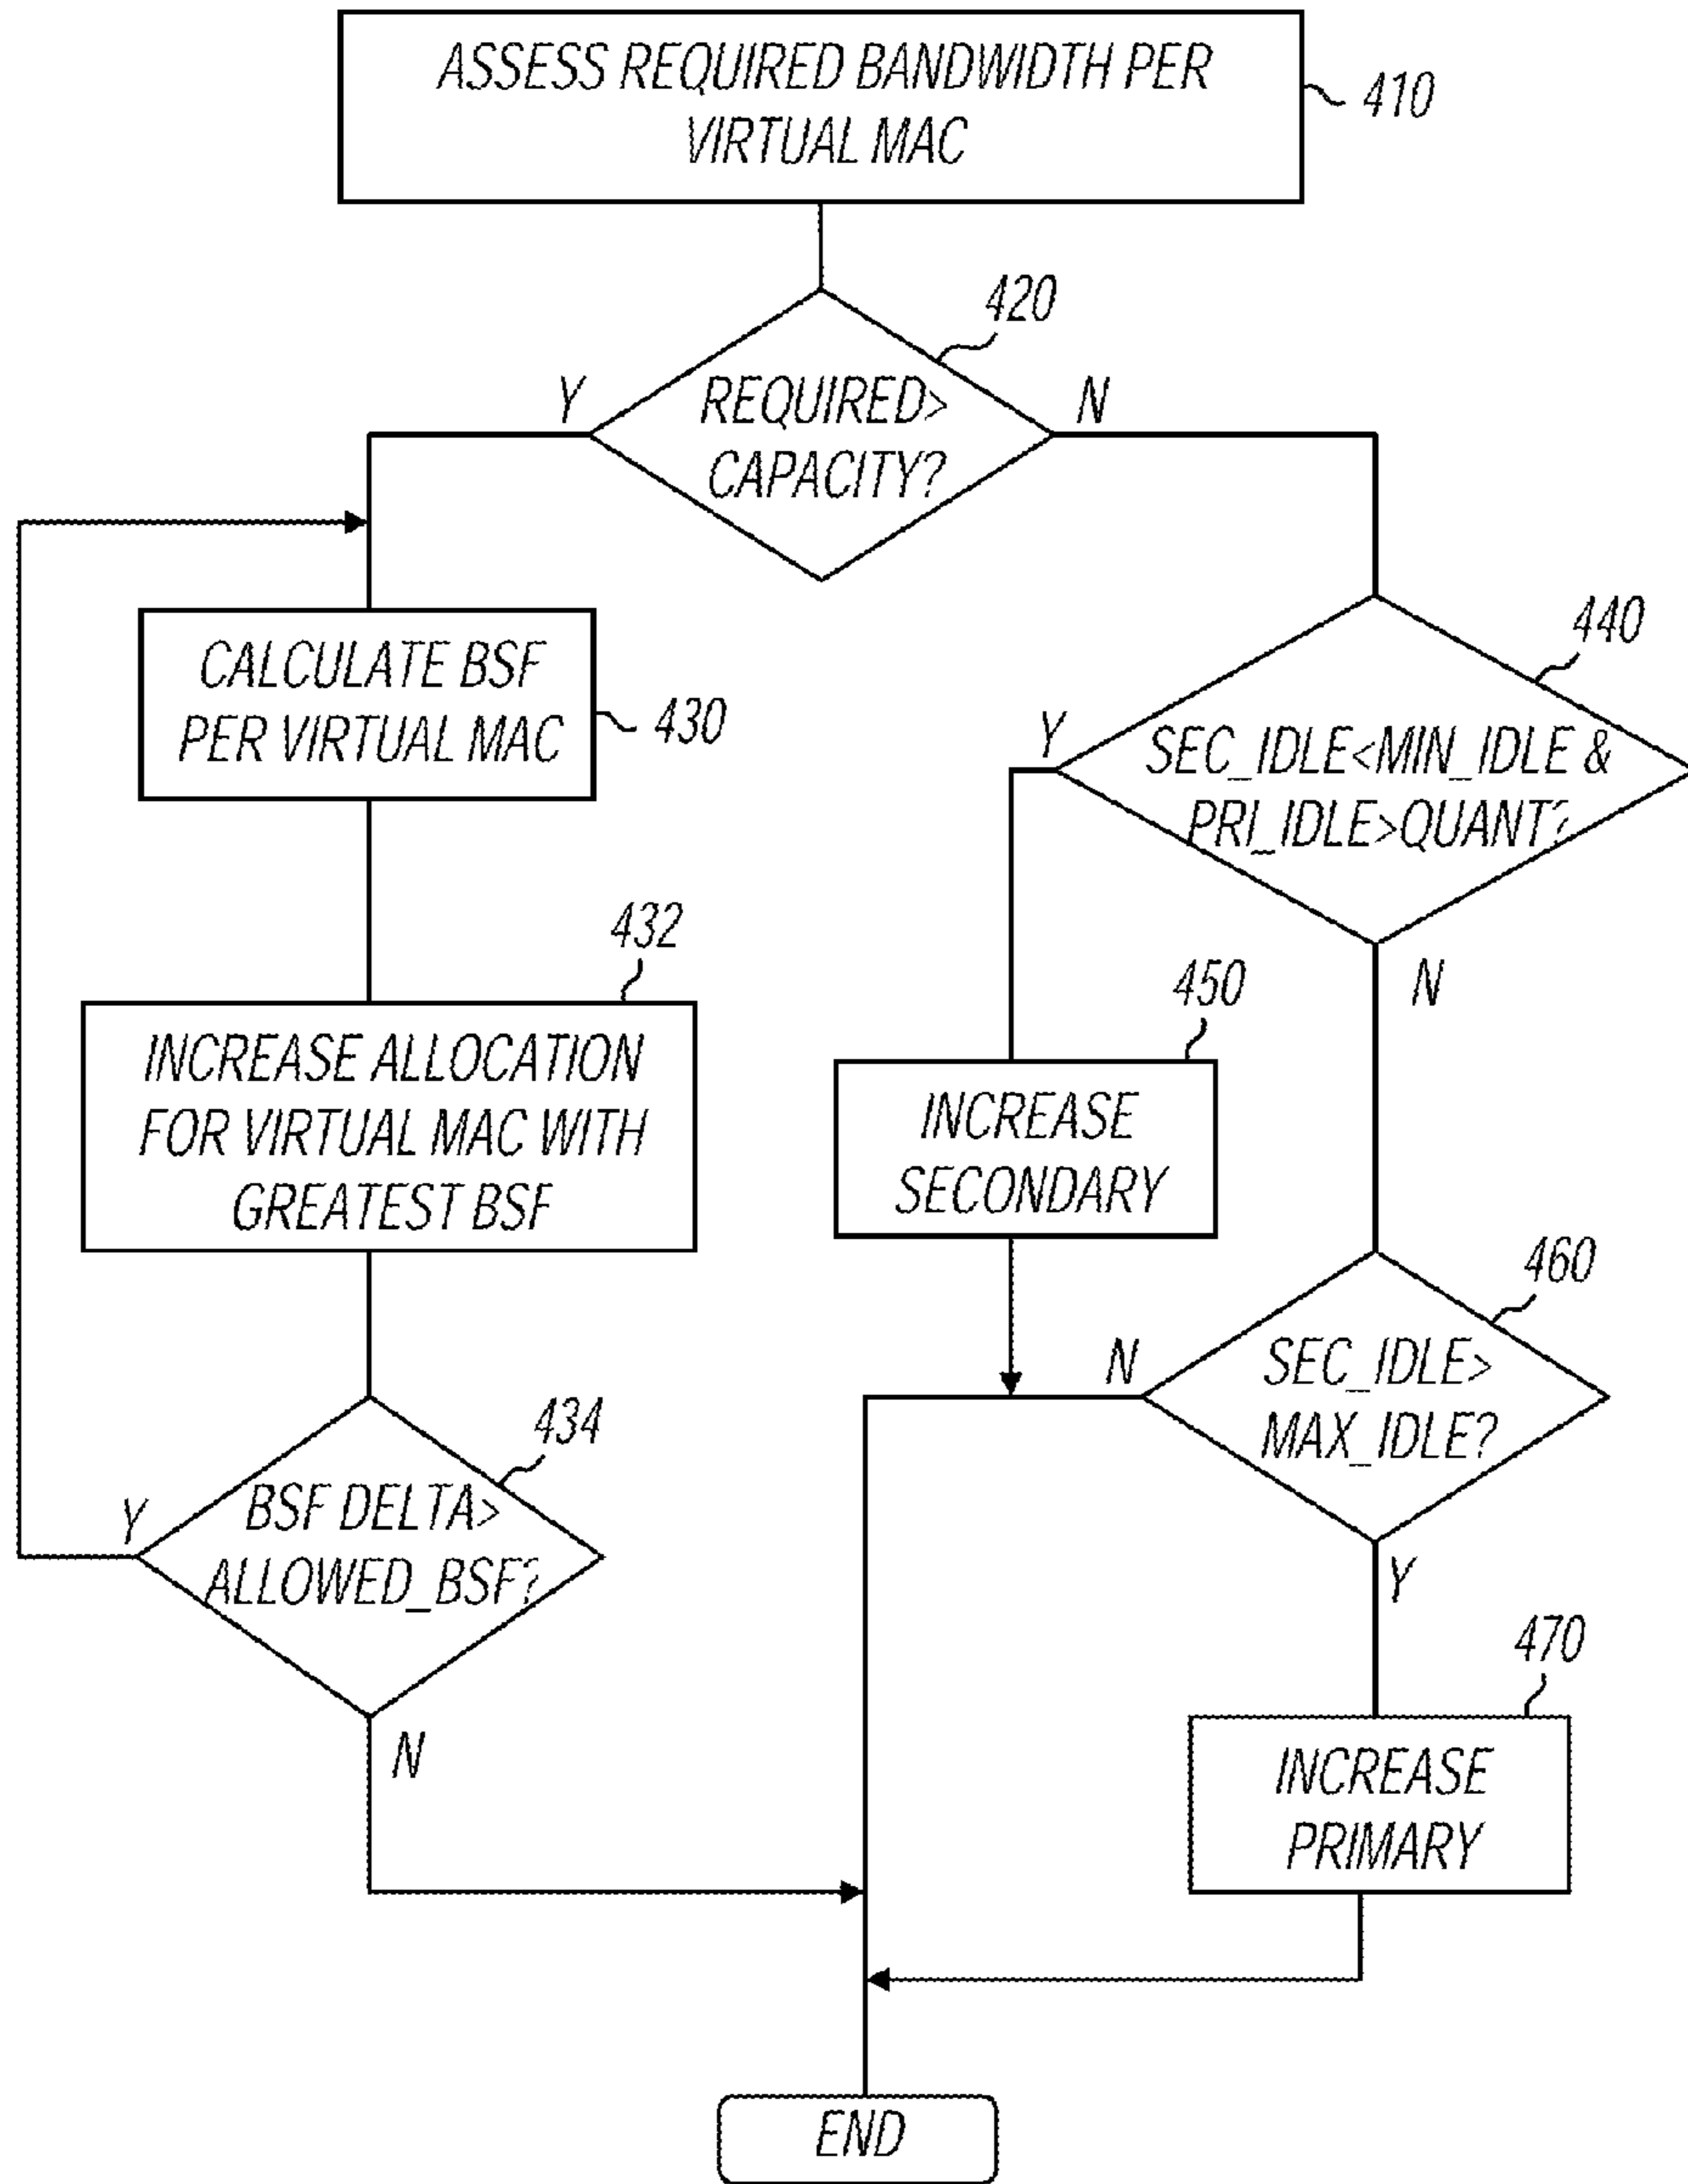 ASSESS REQUIRED BANDWIDTH PER
VIRTUAL MAC
410
420
Y
REQUIRED>
CAPACITY?
N
CALCULATE BSF
PER VIRTUAL MAC
430
440
Y
SEC_IDLE<MIN_IDLE &
PRI_IDLE>QUANT?
N
432
INCREASE ALLOCATION
FOR VIRTUAL MAC WITH
GREATEST BSF
450
INCREASE
SECONDARY
460
N
SEC_IDLE>
MAX_IDLE?
Y
434
Y
BSF DELTA>
ALLOWED_BSF?
N
470
INCREASE
PRIMARY
END